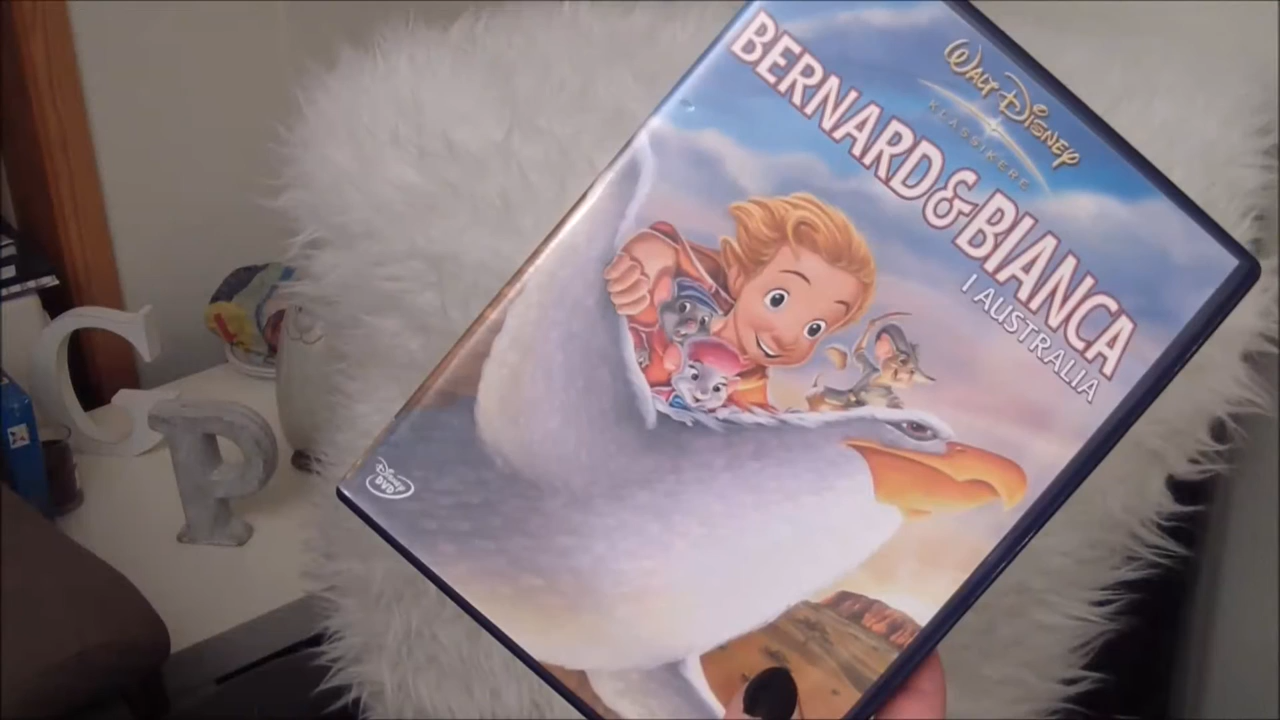 WALT DISNEY
KLASSIKERE
BERNARD & BIANCA
I AUSTRALIA
Disney
DVD
C
P